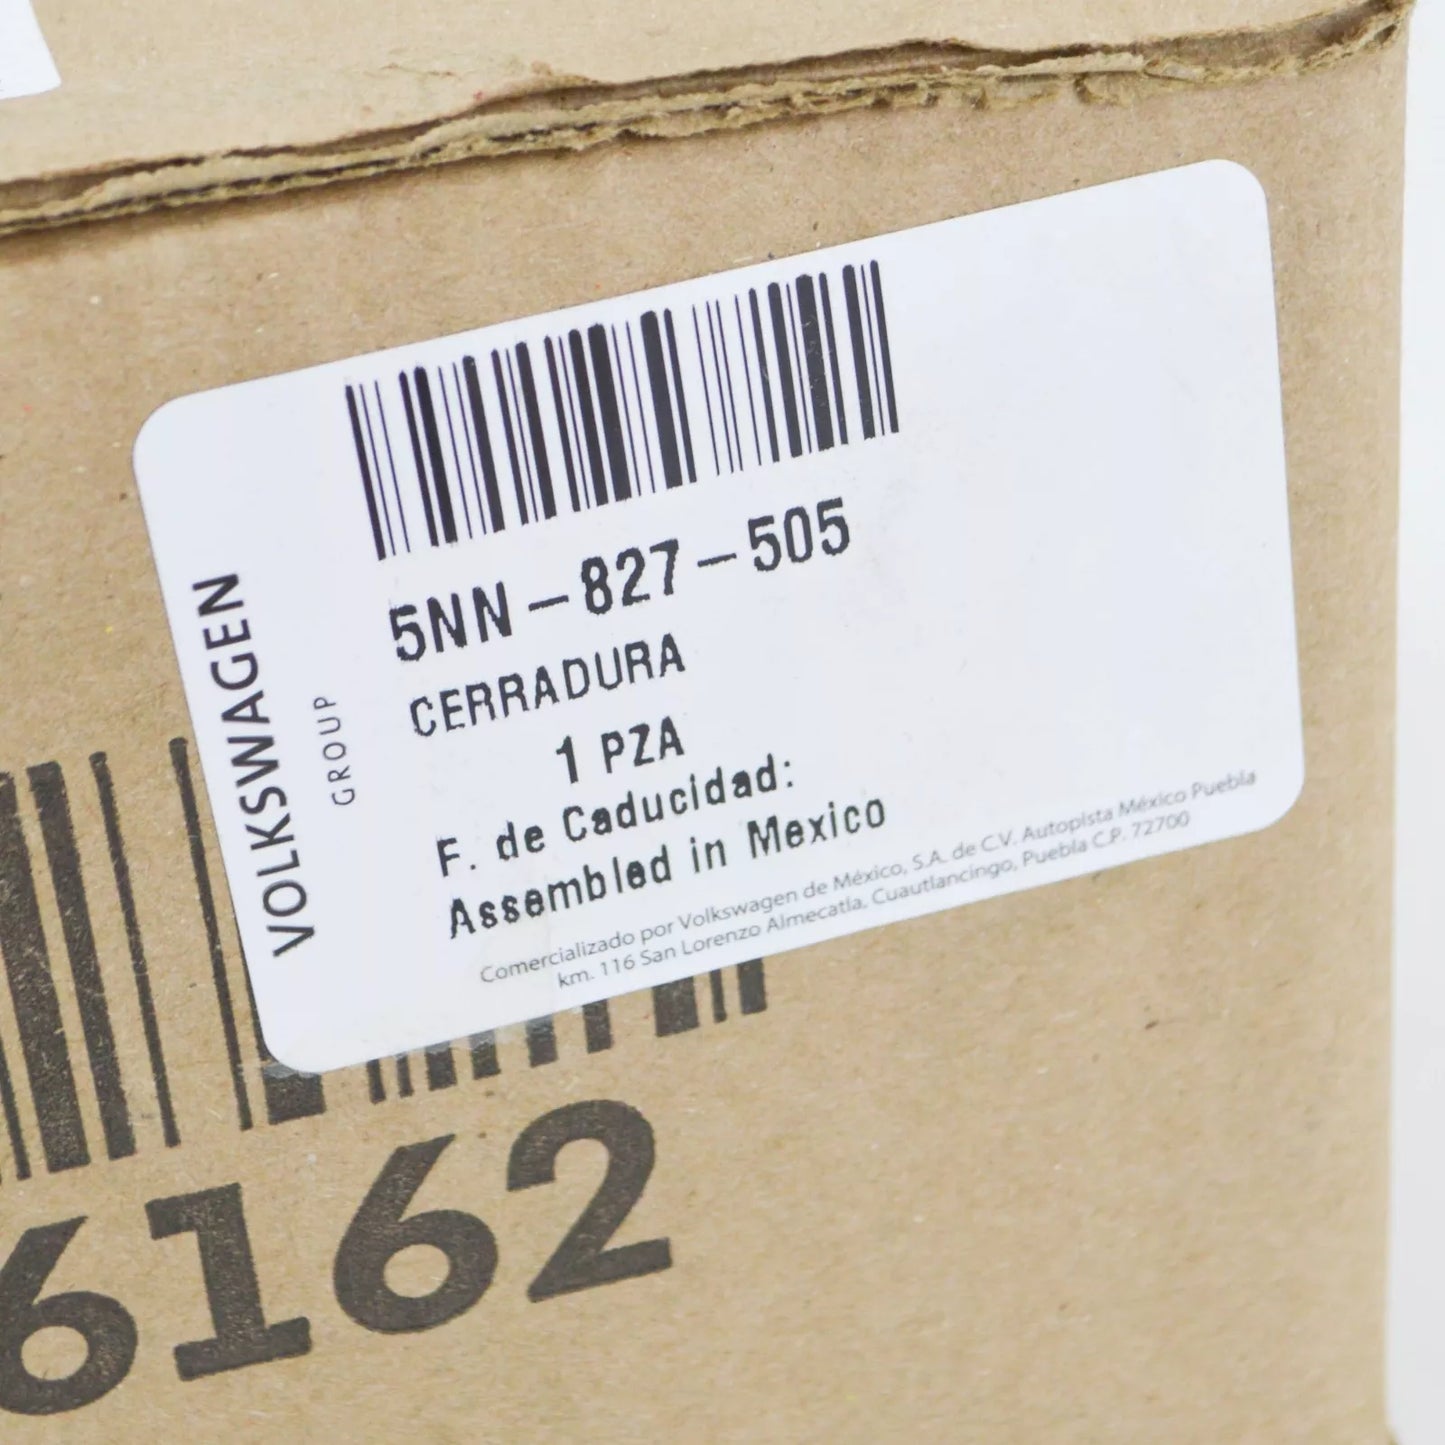 VOLKSWAGEN
GROUP
5NN-827-505
CERRADURA
1 PZA
F. de Caducidad:
Assembled in Mexico
Comercializado por Volkswagen de México, S.A. de C.V. Autopista México Puebla
km. 116 San Lorenzo Almecatla, Cuautlancingo, Puebla C.P. 72700
6162